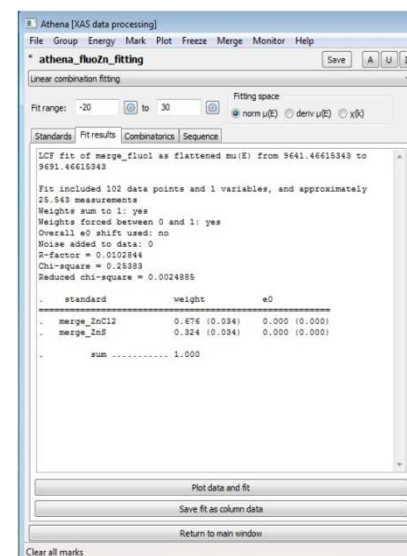 Athena [XAS data processing]
File Group Energy Mark Plot Freeze Merge Monitor Help
* athena_fluoZn_fitting Save A U I
Linear combination fitting
Fitting space
Fit range: -20 to 30 norm μ(E) deriv μ(E) χ(k)
Standards Fit results Combinatorics Sequence
LCF fit of merge_fluo1 as flattened mu(E) from 9641.46615343 to
9691.46615343
Fit included 102 data points and 1 variables, and approximately
25.543 measurements
Weights sum to 1: yes
Weights forced between 0 and 1: yes
Overall e0 shift used: no
Noise added to data: 0
R-factor = 0.0102844
Chi-square = 0.25383
Reduced chi-square = 0.0024885
. standard weight e0
==================================================
. merge_ZnCl2 0.676 (0.034) 0.000 (0.000)
. merge_ZnS 0.324 (0.034) 0.000 (0.000)
. sum ........... 1.000
Plot data and fit
Save fit as column data
Return to main window
Clear all marks